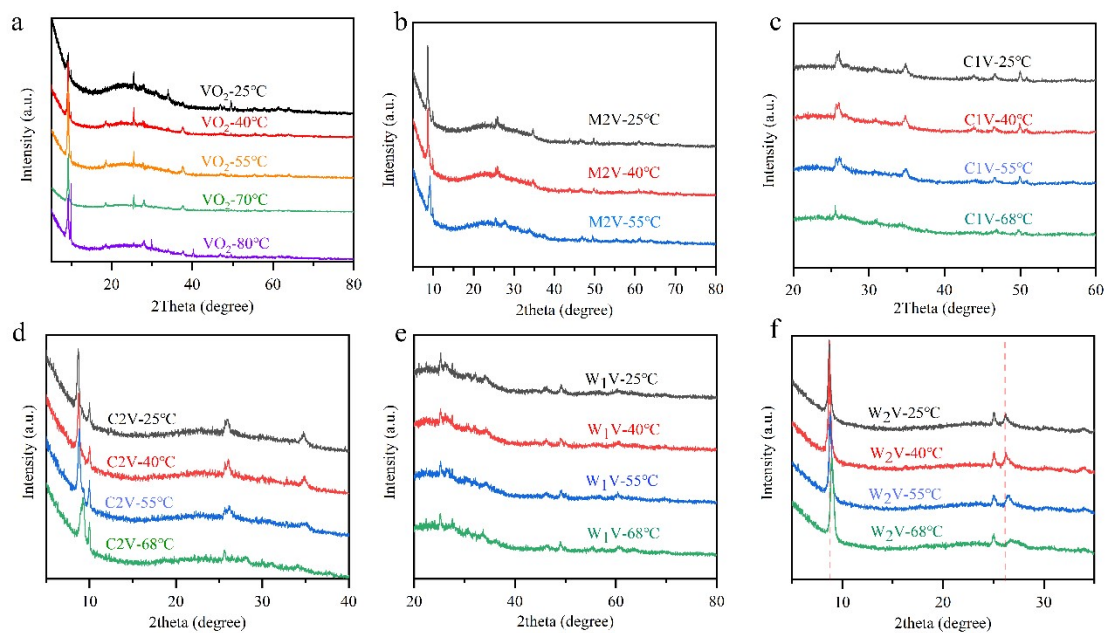 a
Intensity (a.u.)
VO2-25℃
VO2-40℃
VO2-55℃
VO2-70℃
VO2-80℃
10 20 30 40 50 60 70 80
2Theta (degree)
b
Intensity (a.u.)
M2V-25℃
M2V-40℃
M2V-55℃
10 20 30 40 50 60 70 80
2theta (degree)
c
Intensity (a.u.)
C1V-25℃
C1V-40℃
C1V-55℃
C1V-68℃
20 30 40 50 60
2Theta (degree)
d
Intensity (a.u.)
C2V-25℃
C2V-40℃
C2V-55℃
C2V-68℃
10 20 30 40
2theta (degree)
e
Intensity (a.u.)
W1V-25℃
W1V-40℃
W1V-55℃
W1V-68℃
20 40 60 80
2theta (degree)
f
Intensity (a.u.)
W2V-25℃
W2V-40℃
W2V-55℃
W2V-68℃
10 20 30
2theta (degree)